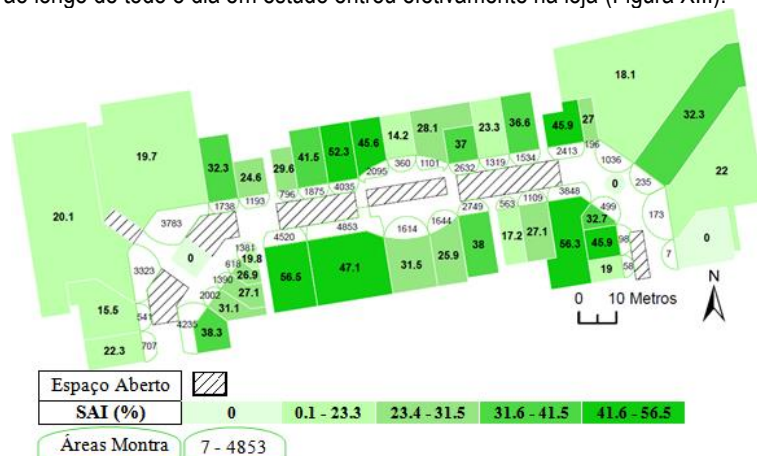 ao longo de todo o dia em estudo entrou efetivamente na loja (Figura XIII).
18.1
45.9 27 32.3
14.2 28.1 23.3 36.6
52.3 45.6 37
29.6 41.5
19.7 32.3 24.6
2413 196
1036
22
360 1101 2632 1319 1534
2095
796 1875 4035
1738 1193
0 235
20.1
3783
2749 563 1109 3848 499 173
4520 4853 1614 1644
32.7
0
1381
0 618 19.8
3323 1390 26.9
56.5 47.1 31.5 25.9 38 17.2 27.1 56.3 45.9 98 7
19 58
2002 27.1
15.5 541 4235 31.1
38.3
22.3 707
0 10 Metros
N
Espaço Aberto
SAI (%) 0 0.1 - 23.3 23.4 - 31.5 31.6 - 41.5 41.6 - 56.5
Áreas Montra 7 - 4853